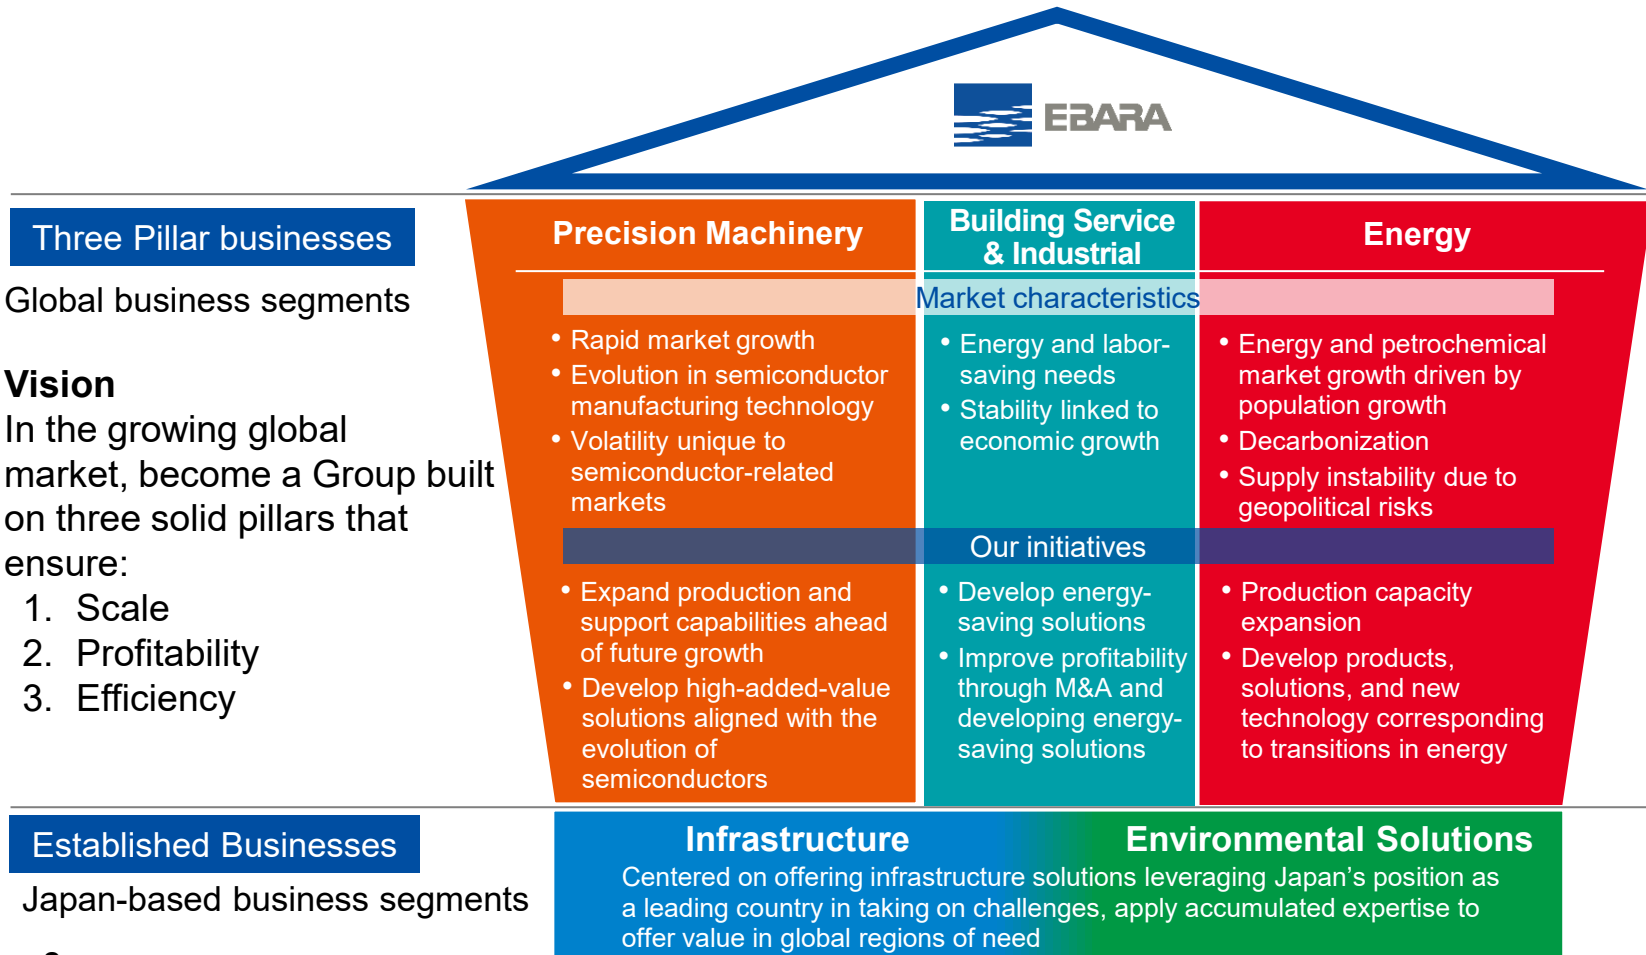 EBARA
Three Pillar businesses
Global business segments
Vision
In the growing global
market, become a Group built
on three solid pillars that
ensure:
1. Scale
2. Profitability
3. Efficiency
Precision Machinery
Building Service
& Industrial
Energy
Market characteristics
• Rapid market growth
• Evolution in semiconductor
manufacturing technology
• Volatility unique to
semiconductor-related
markets
• Energy and labor-
saving needs
• Stability linked to
economic growth
• Energy and petrochemical
market growth driven by
population growth
• Decarbonization
• Supply instability due to
geopolitical risks
Our initiatives
• Expand production and
support capabilities ahead
of future growth
• Develop high-added-value
solutions aligned with the
evolution of
semiconductors
• Develop energy-
saving solutions
• Improve profitability
through M&A and
developing energy-
saving solutions
• Production capacity
expansion
• Develop products,
solutions, and new
technology corresponding
to transitions in energy
Established Businesses
Japan-based business segments
Infrastructure
Environmental Solutions
Centered on offering infrastructure solutions leveraging Japan's position as
a leading country in taking on challenges, apply accumulated expertise to
offer value in global regions of need